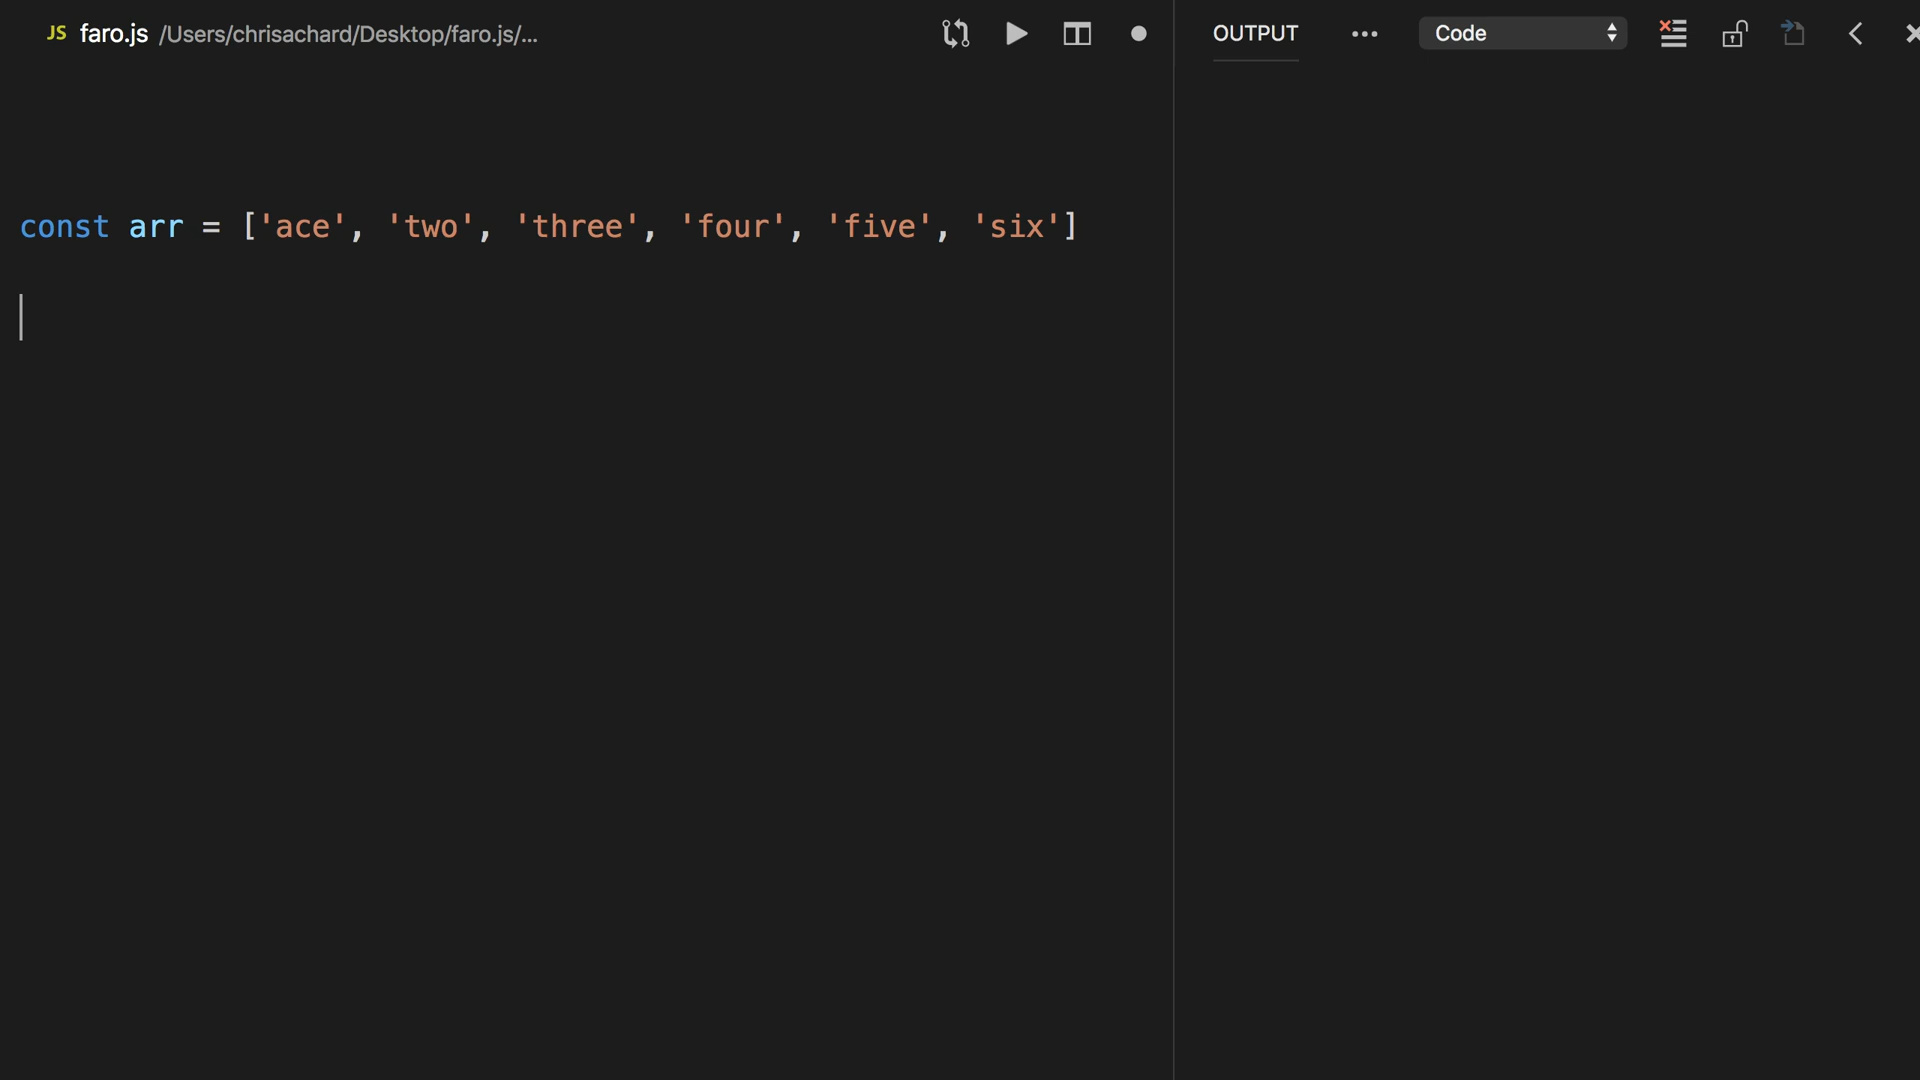 JS faro.js /Users/chrisachard/Desktop/faro.js/...
OUTPUT
Code
const arr = ['ace', 'two', 'three', 'four', 'five', 'six']